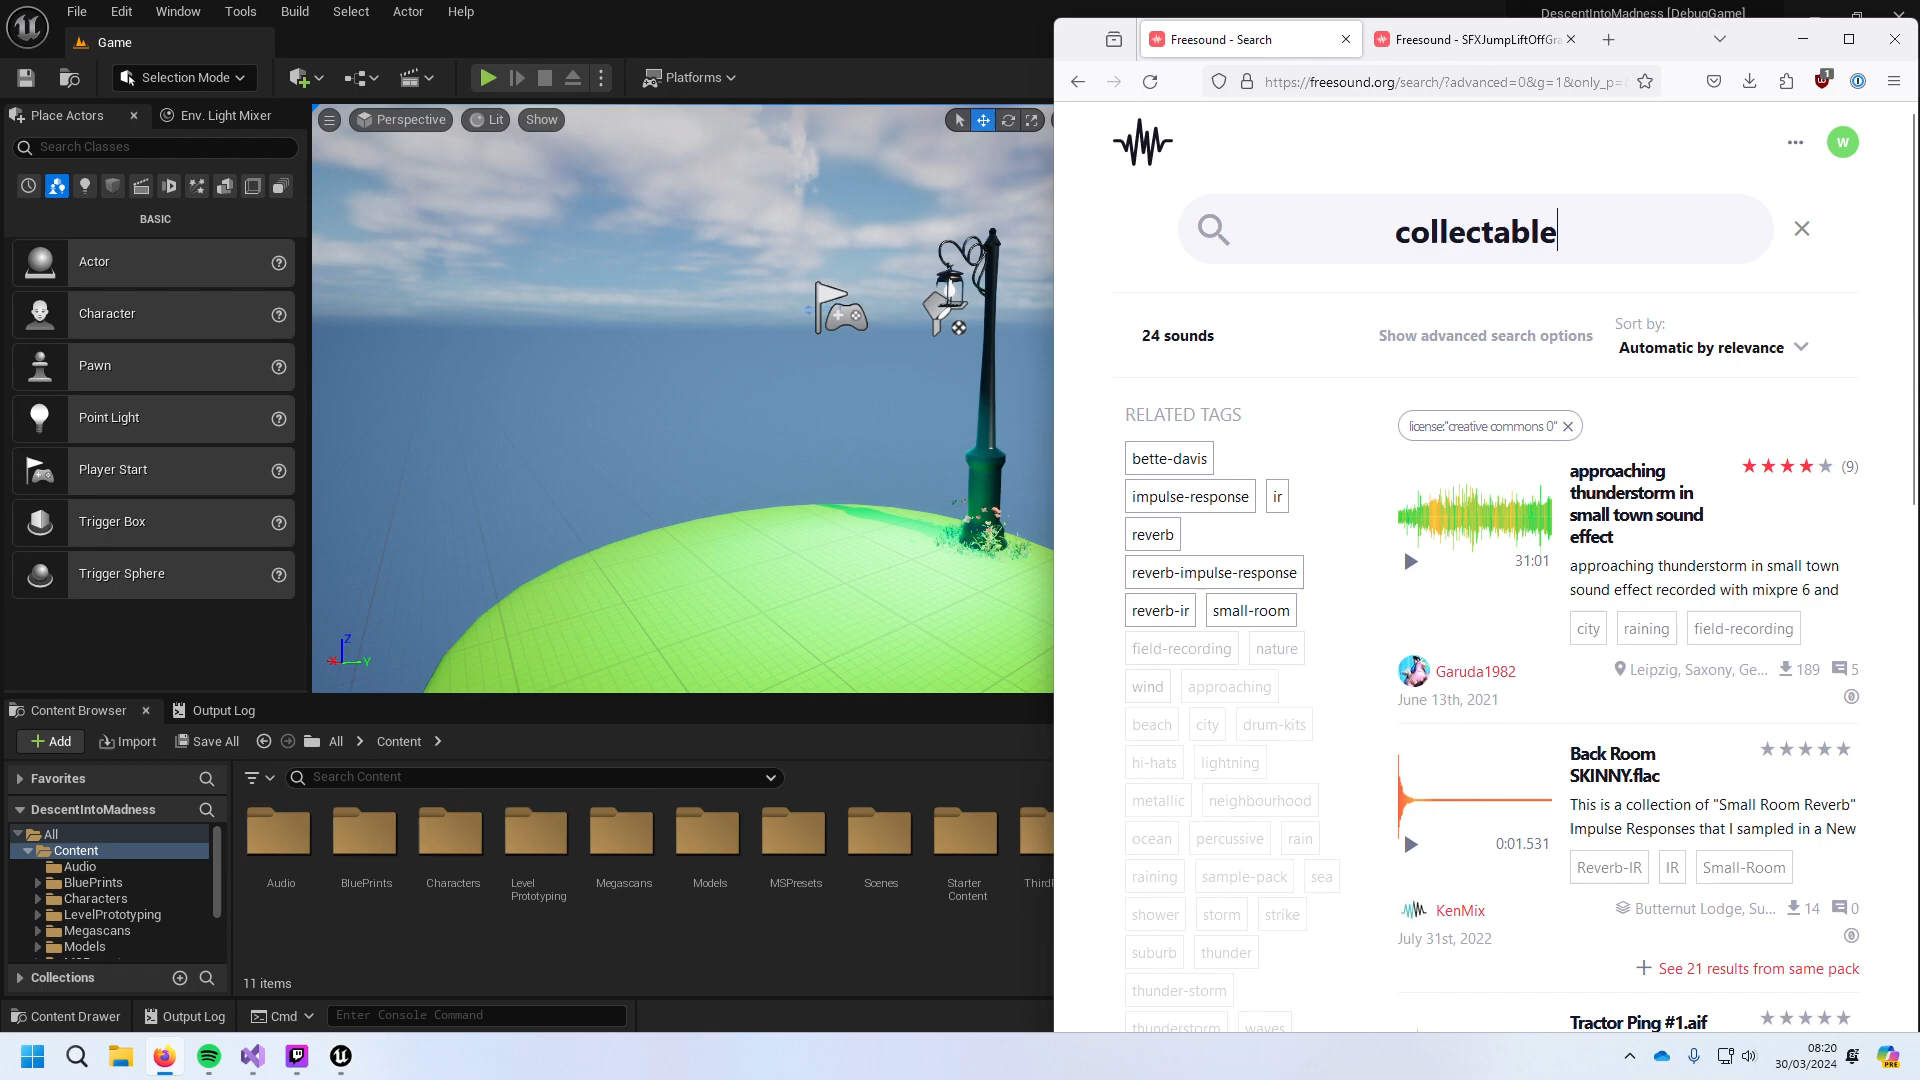 File Edit Window Tools Build Select Actor Help
DescentIntoMadness [DebugGame]
Game
Selection Mode
Platforms
Place Actors
Env. Light Mixer
Search Classes
BASIC
Actor
Character
Pawn
Point Light
Player Start
Trigger Box
Trigger Sphere
Perspective
Lit
Show
Z
X
Y
Content Browser
Output Log
Add
Import
Save All
All
Content
Favorites
DescentIntoMadness
All
Content
Audio
BluePrints
Characters
LevelPrototyping
Megascans
Models
Collections
Search Content
Audio
BluePrints
Characters
Level
Prototyping
Megascans
Models
MSPresets
Scenes
Starter
Content
11 items
Content Drawer
Output Log
Cmd
Enter Console Command
Freesound - Search
Freesound - SFXJumpLiftOffGra
https://freesound.org/search/?advanced=0&g=1&only_p=
1
W
collectable
24 sounds
Show advanced search options
Sort by:
Automatic by relevance
RELATED TAGS
bette-davis
impulse-response
ir
reverb
reverb-impulse-response
reverb-ir
small-room
field-recording
nature
wind
approaching
beach
city
drum-kits
hi-hats
lightning
metallic
neighbourhood
ocean
percussive
rain
raining
sample-pack
sea
shower
storm
strike
suburb
thunder
thunder-storm
thunderstorm
waves
license:"creative commons 0"
approaching
thunderstorm in
small town sound
effect
(9)
31:01
approaching thunderstorm in small town
sound effect recorded with mixpre 6 and
city
raining
field-recording
Garuda1982
Leipzig, Saxony, Ge...
189
5
June 13th, 2021
Back Room
SKINNY.flac
0:01.531
This is a collection of "Small Room Reverb"
Impulse Responses that I sampled in a New
Reverb-IR
IR
Small-Room
KenMix
Butternut Lodge, Su...
14
0
July 31st, 2022
See 21 results from same pack
Tractor Ping #1.aif
08:20
30/03/2024
PRE